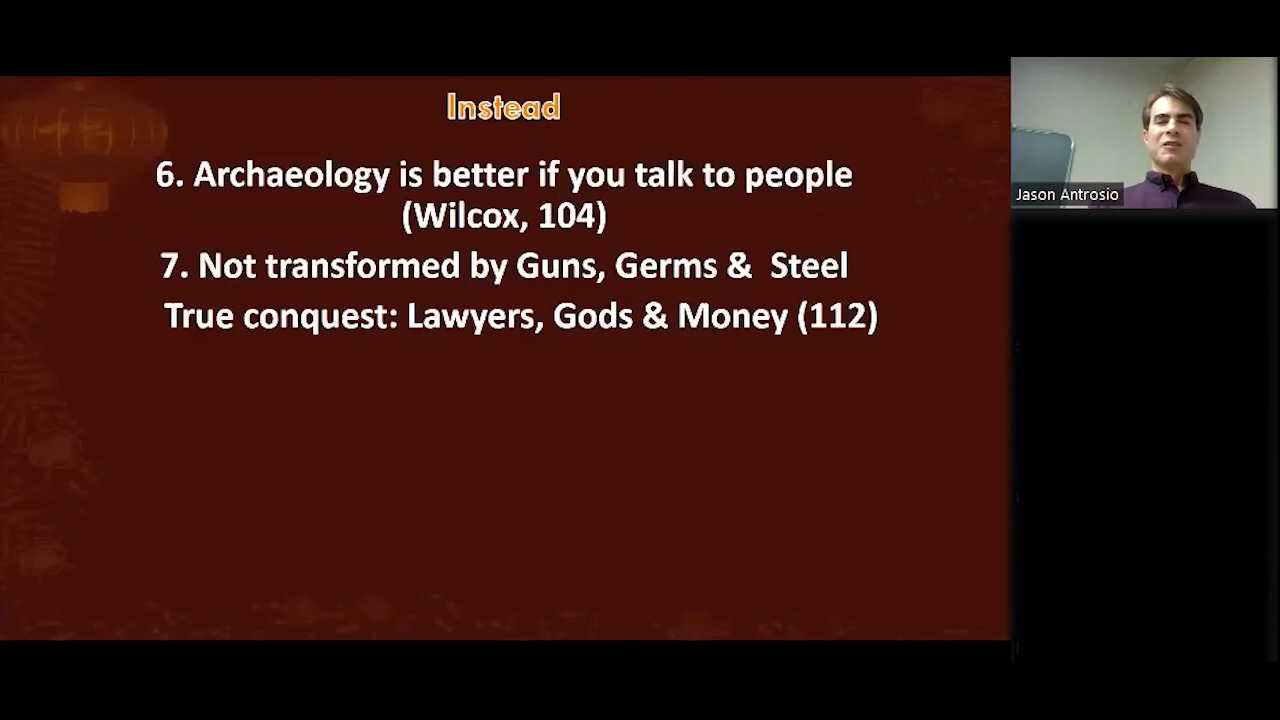 Instead
6. Archaeology is better if you talk to people
(Wilcox, 104)
7. Not transformed by Guns, Germs & Steel
True conquest: Lawyers, Gods & Money (112)
Jason Antrosio